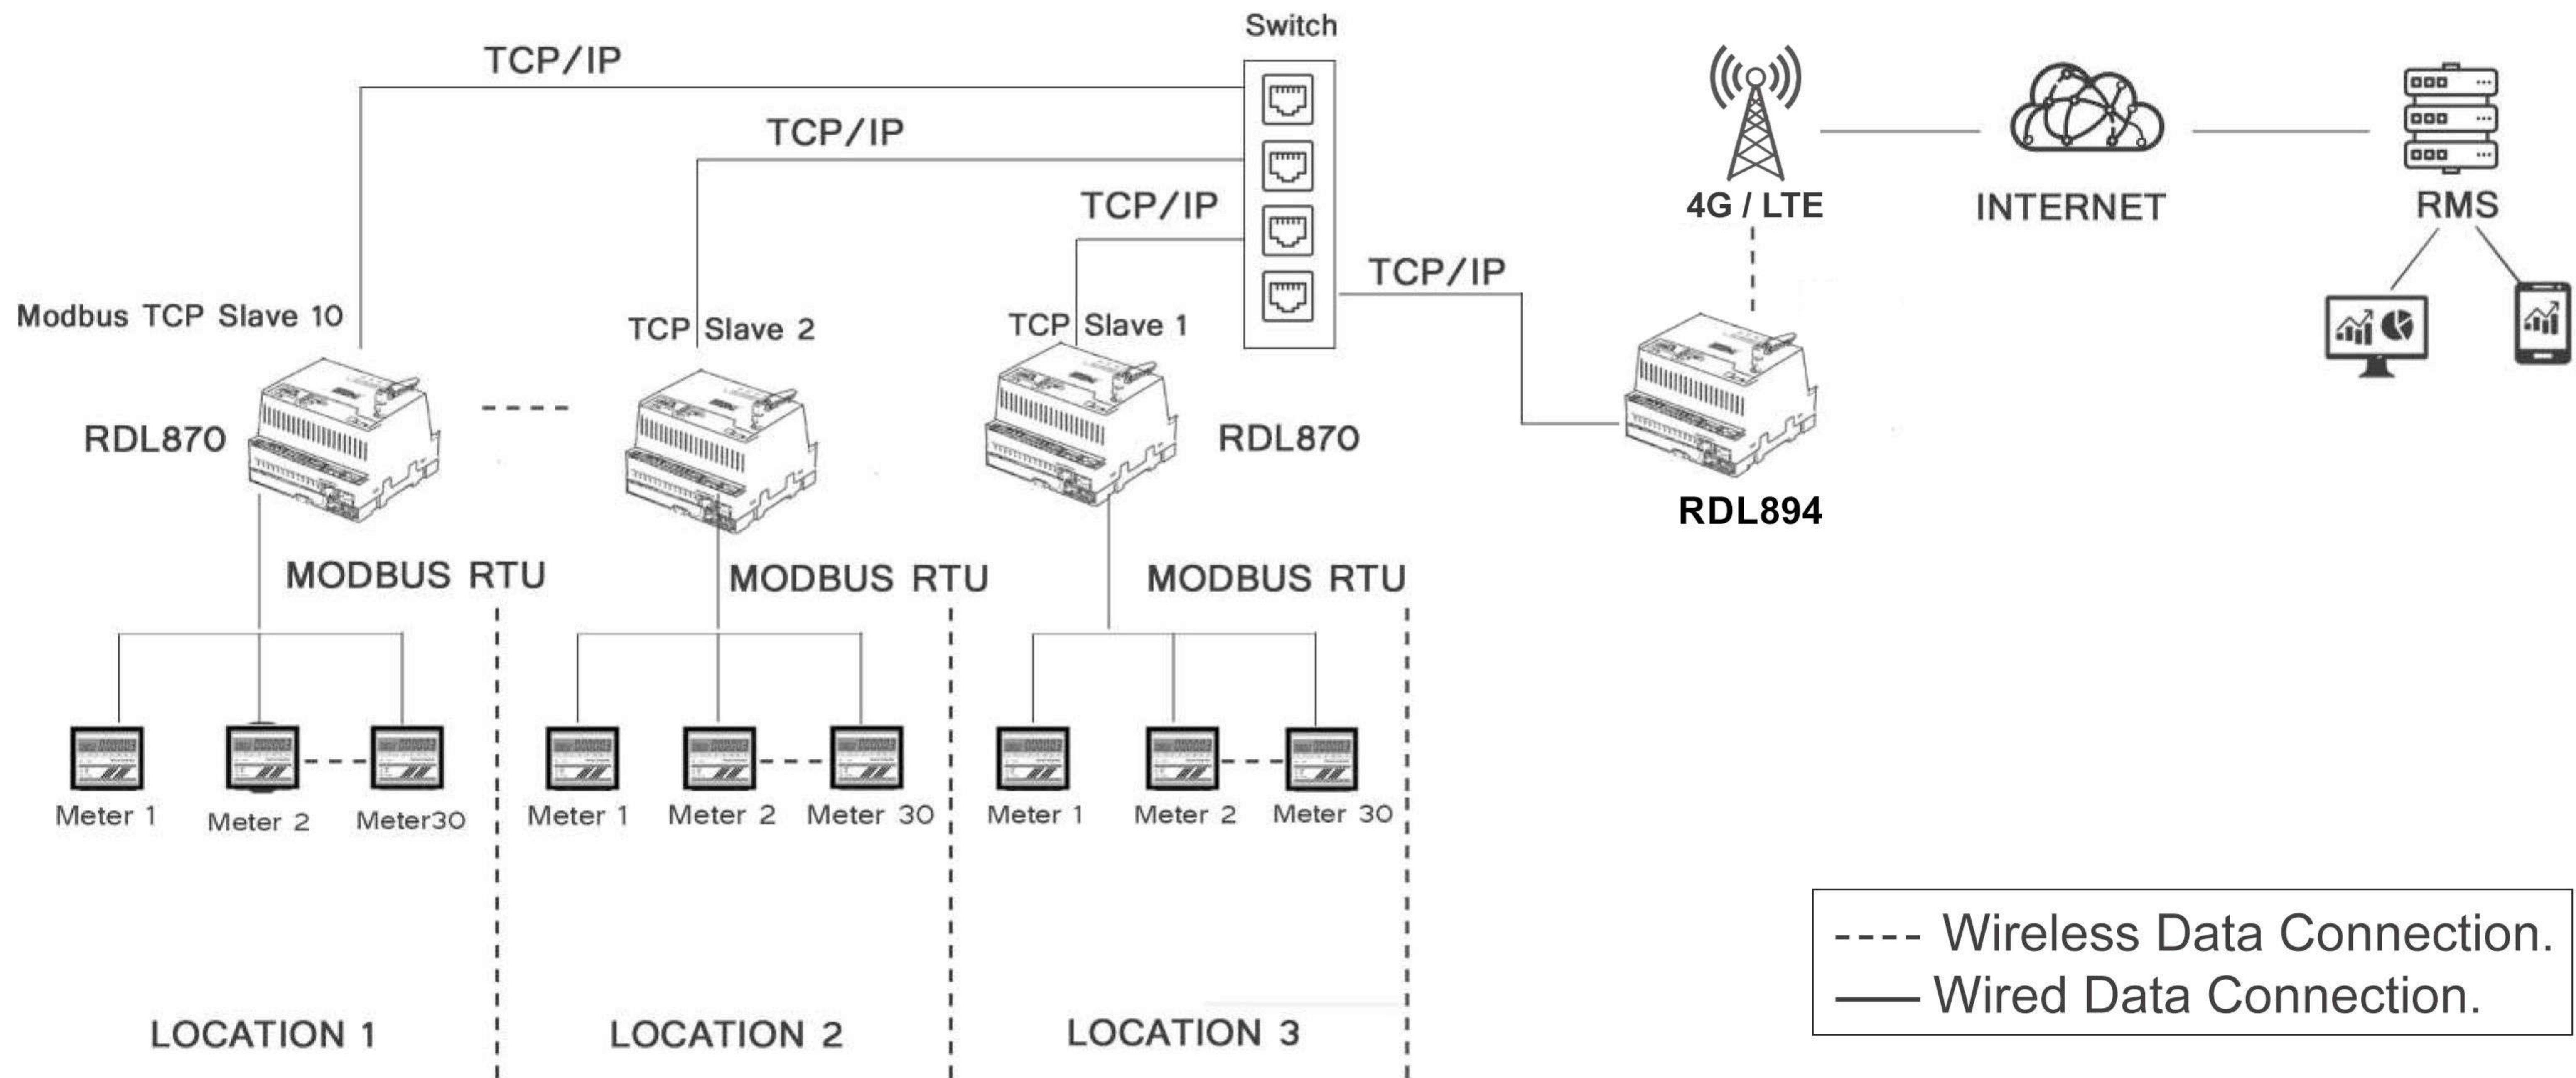 Switch
TCP/IP
TCP/IP
TCP/IP
TCP/IP
4G / LTE
INTERNET
RMS
Modbus TCP Slave 10
TCP Slave 2
TCP Slave 1
RDL870
RDL870
RDL894
MODBUS RTU
MODBUS RTU
MODBUS RTU
Meter 1
Meter 2
Meter30
Meter 1
Meter 2
Meter 30
Meter 1
Meter 2
Meter 30
LOCATION 1
LOCATION 2
LOCATION 3
---- Wireless Data Connection.
Wired Data Connection.